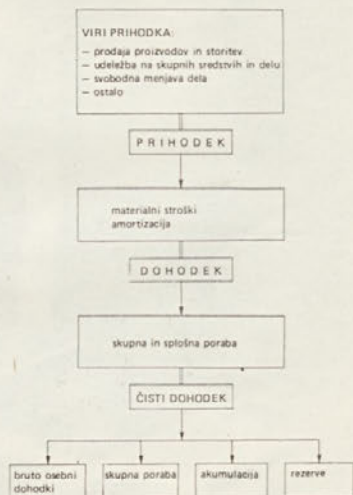 VIRI PRIHODKA:
– prodaja proizvodov in storitev
– udeležba na skupnih sredstvih in delu
– svobodna menjava dela
– ostalo
PRIHODEK
materialni stroški
amortizacija
DOHODEK
skupna in splošna poraba
ČISTI DOHODEK
bruto osebni
dohodki
skupna poraba
akumulacija
rezerve